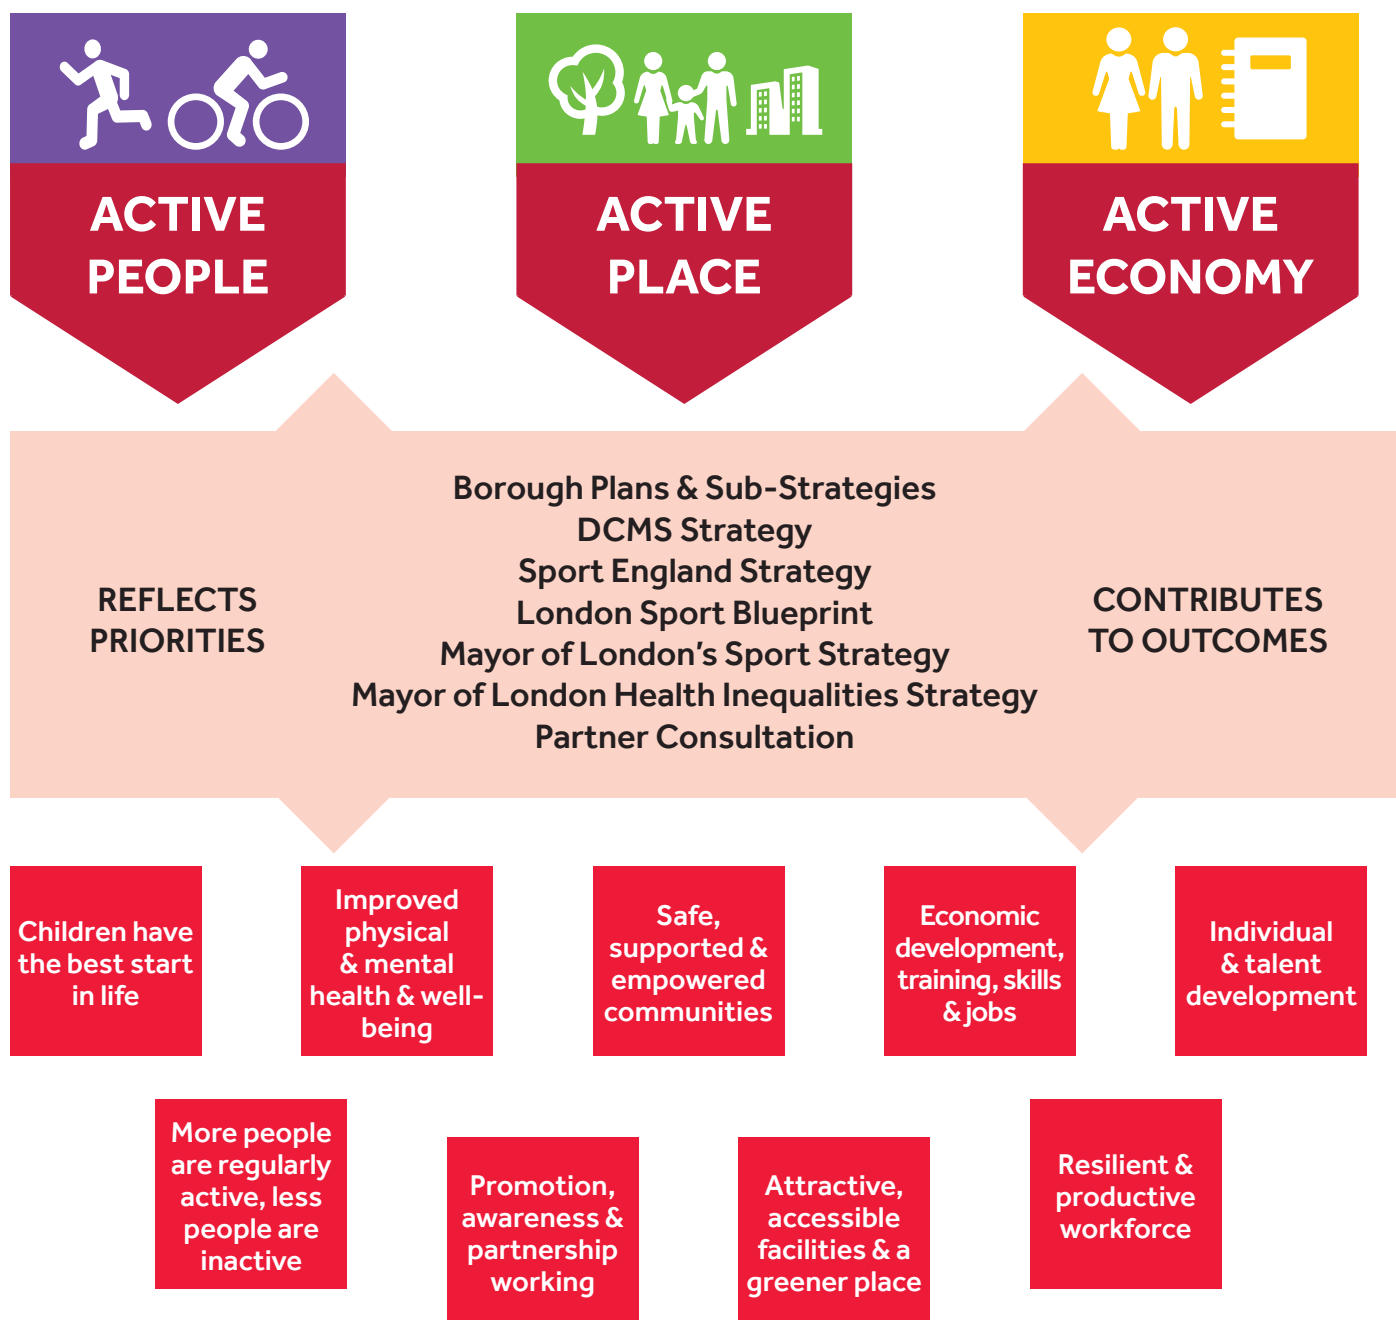 ACTIVE
PEOPLE
ACTIVE
PLACE
ACTIVE
ECONOMY
REFLECTS
PRIORITIES
Borough Plans & Sub-Strategies
DCMS Strategy
Sport England Strategy
London Sport Blueprint
Mayor of London's Sport Strategy
Mayor of London Health Inequalities Strategy
Partner Consultation
CONTRIBUTES
TO OUTCOMES
Children have
the best start
in life
Improved
physical
& mental
health & well-
being
Safe,
supported &
empowered
communities
Economic
development,
training, skills
& jobs
Individual
& talent
development
More people
are regularly
active, less
people are
inactive
Promotion,
awareness &
partnership
working
Attractive,
accessible
facilities & a
greener place
Resilient &
productive
workforce